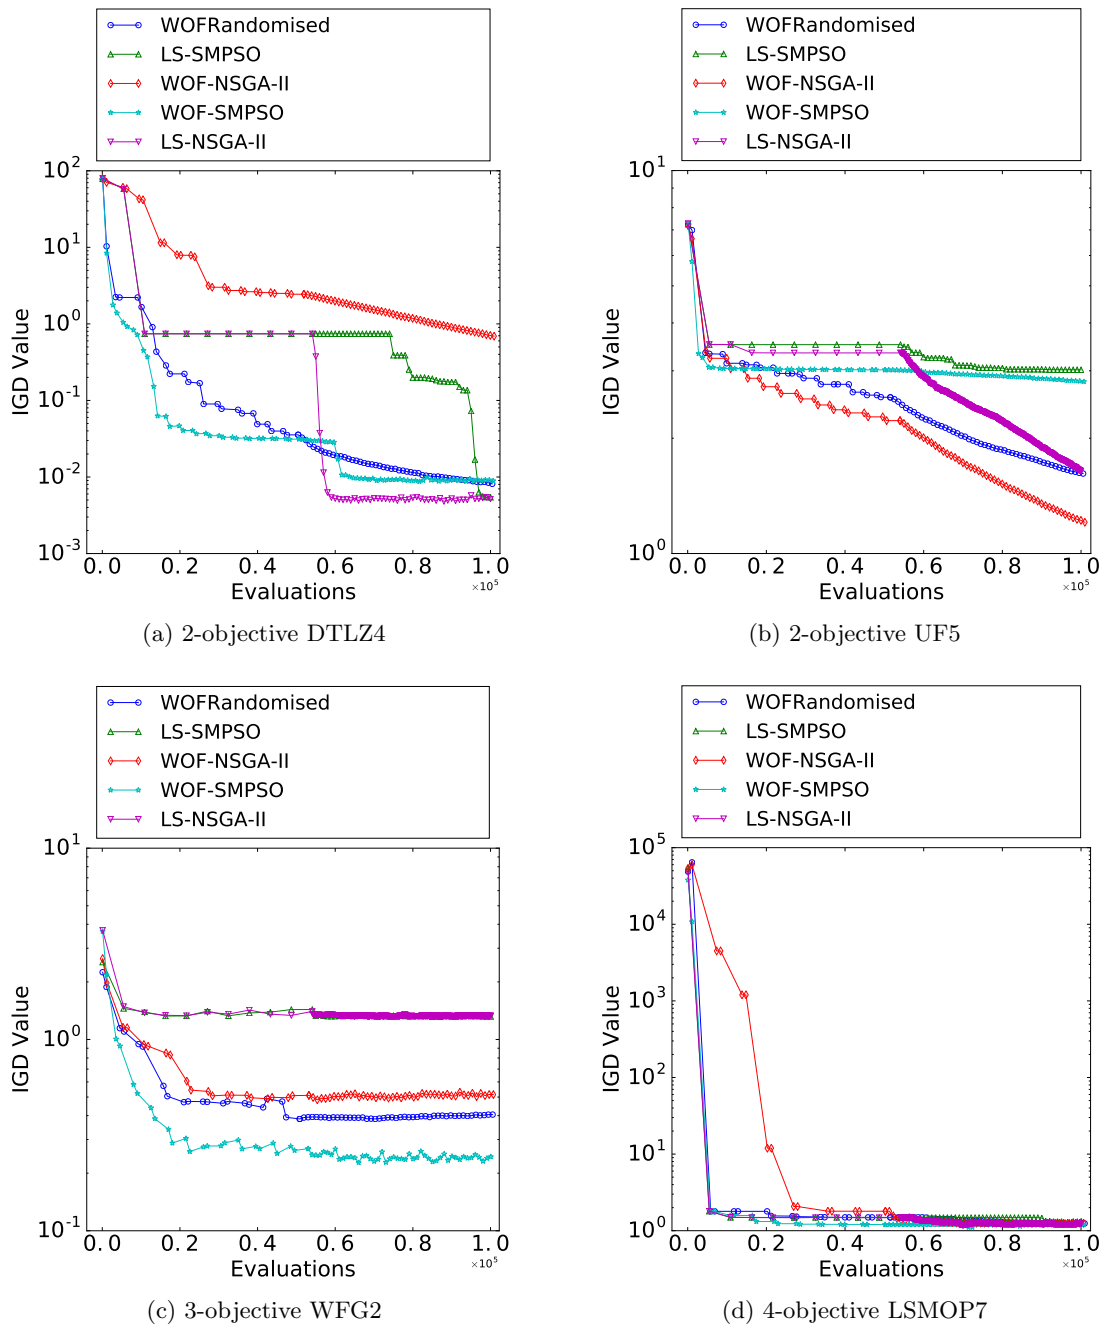 WOFRandomised
LS-SMPSO
WOF-NSGA-II
WOF-SMPSO
LS-NSGA-II
10^2
10^1
10^0
10^-1
10^-2
10^-3
IGD Value
0.0 0.2 0.4 0.6 0.8 1.0
Evaluations ×10^5
(a) 2-objective DTLZ4
WOFRandomised
LS-SMPSO
WOF-NSGA-II
WOF-SMPSO
LS-NSGA-II
10^1
10^0
IGD Value
0.0 0.2 0.4 0.6 0.8 1.0
Evaluations ×10^5
(b) 2-objective UF5
WOFRandomised
LS-SMPSO
WOF-NSGA-II
WOF-SMPSO
LS-NSGA-II
10^1
10^0
10^-1
IGD Value
0.0 0.2 0.4 0.6 0.8 1.0
Evaluations ×10^5
(c) 3-objective WFG2
WOFRandomised
LS-SMPSO
WOF-NSGA-II
WOF-SMPSO
LS-NSGA-II
10^5
10^4
10^3
10^2
10^1
10^0
IGD Value
0.0 0.2 0.4 0.6 0.8 1.0
Evaluations ×10^5
(d) 4-objective LSMOP7